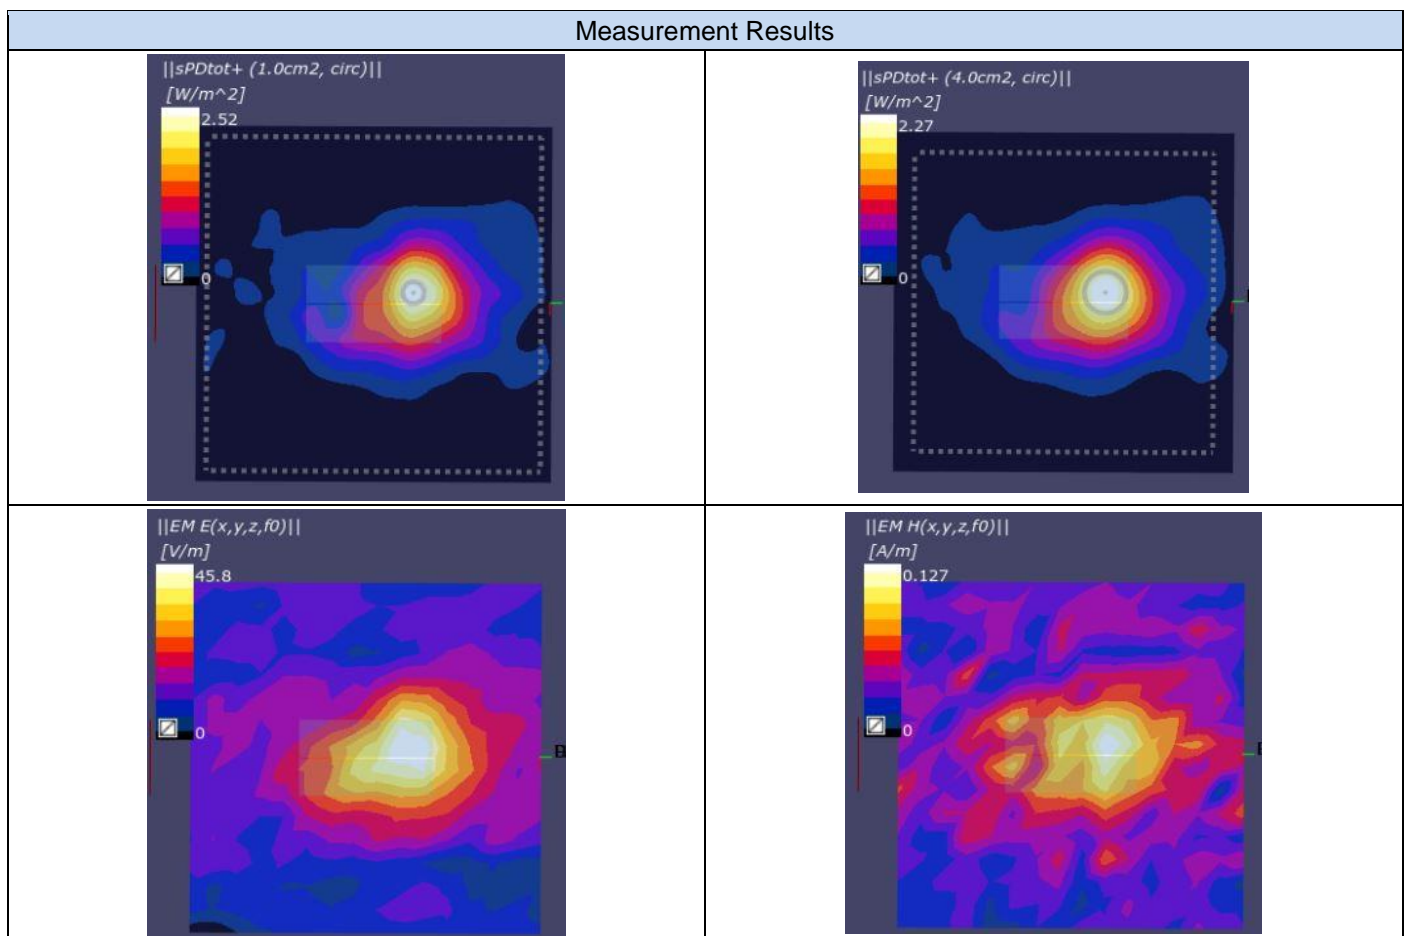 Measurement Results
||sPDtot+ (1.0cm2, circ)||
[W/m^2]
2.52
0
||sPDtot+ (4.0cm2, circ)||
[W/m^2]
2.27
0
||EM E(x,y,z,f0)||
[V/m]
45.8
0
||EM H(x,y,z,f0)||
[A/m]
0.127
0